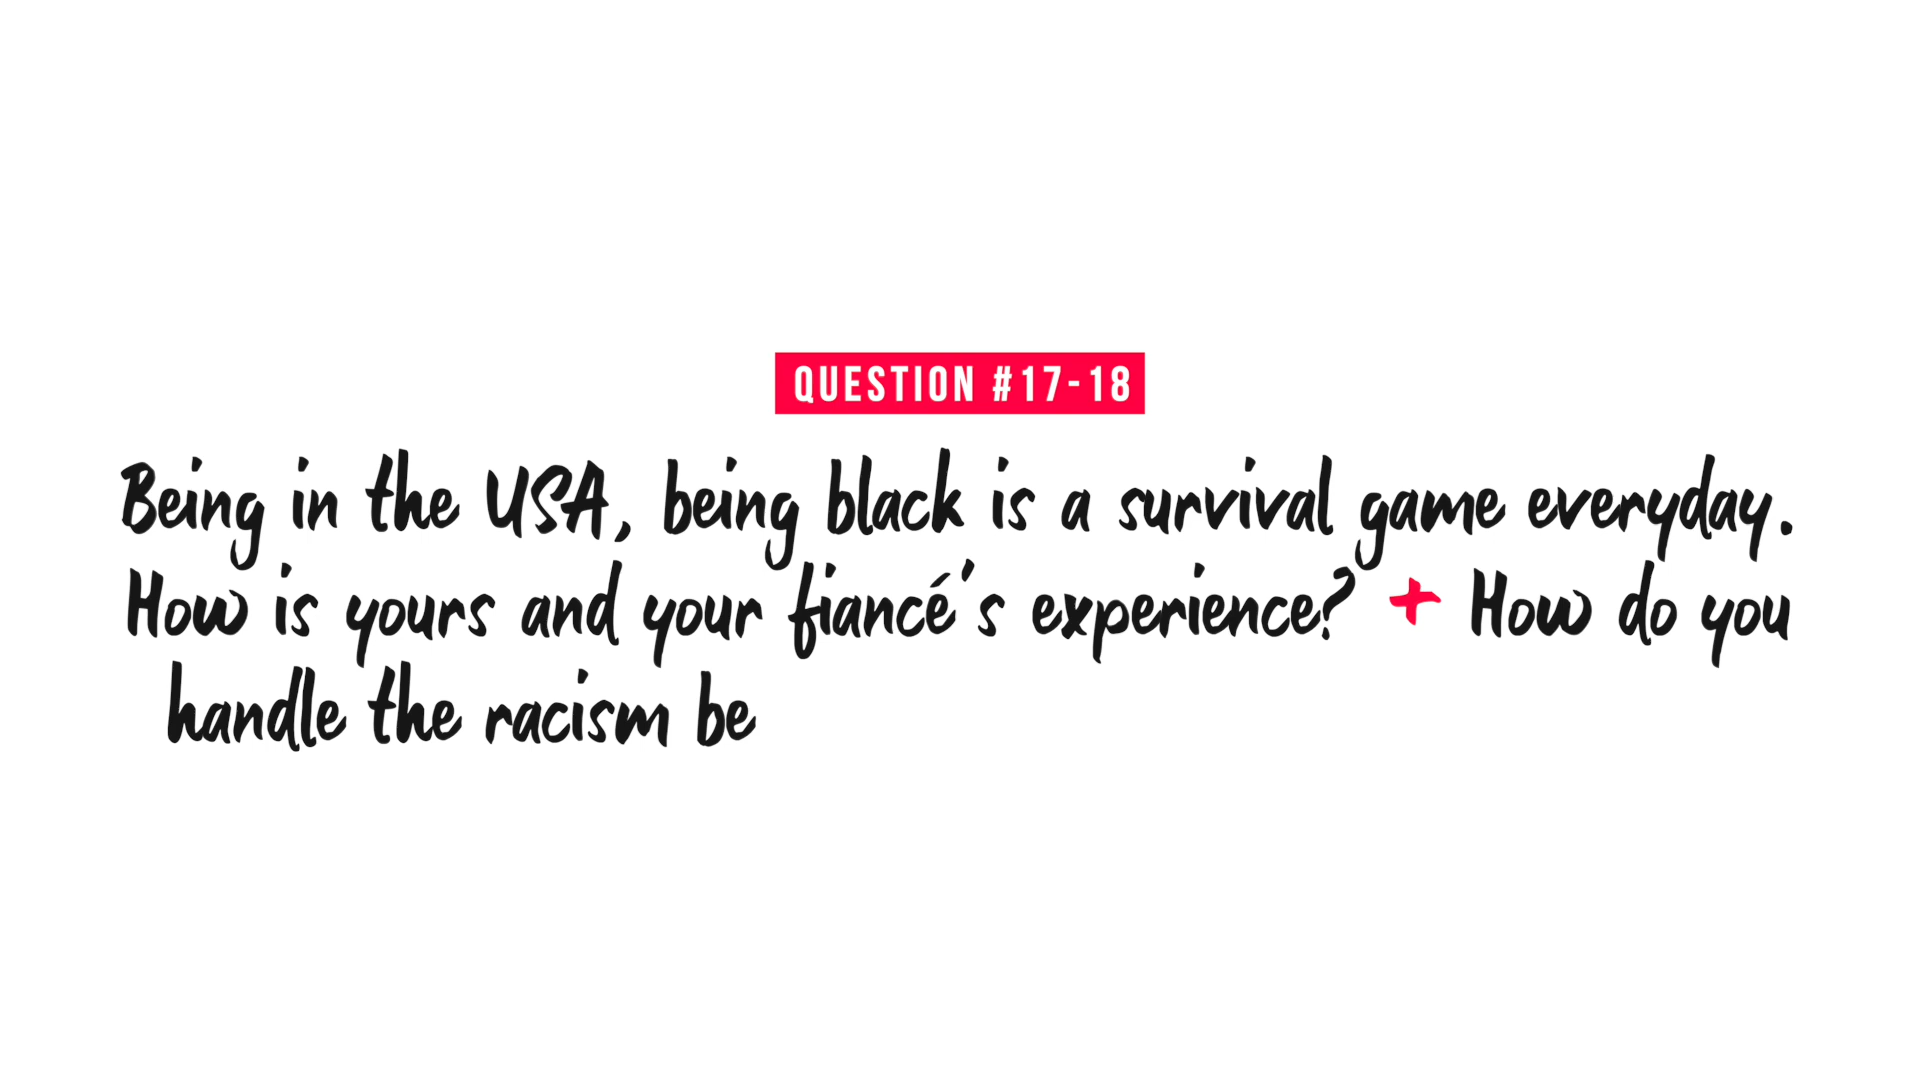 QUESTION #17-18
Being in the USA, being black is a survival game everyday.
How is yours and your fiancé's experience? + How do you
handle the racism be